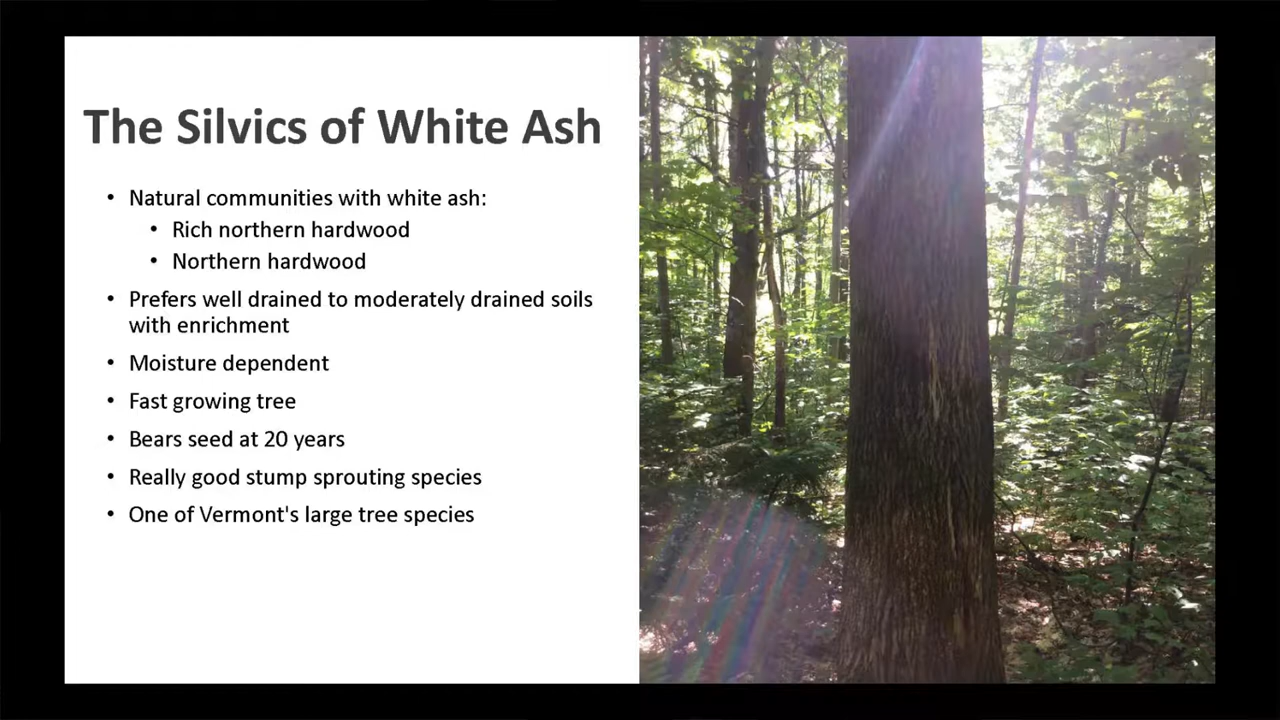 The Silvics of White Ash
• Natural communities with white ash:
• Rich northern hardwood
• Northern hardwood
• Prefers well drained to moderately drained soils
with enrichment
• Moisture dependent
• Fast growing tree
• Bears seed at 20 years
• Really good stump sprouting species
• One of Vermont's large tree species